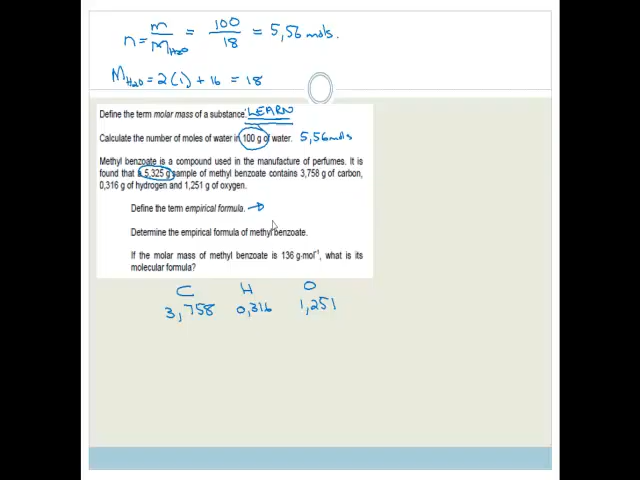 n = m/M_H₂O = 100/18 = 5,56 mols.
M_H₂O = 2(1) + 16 = 18
Define the term molar mass of a substance. LEARN
Calculate the number of moles of water in 100 g of water. 5,56 mols
Methyl benzoate is a compound used in the manufacture of perfumes. It is
found that a 5,325 g sample of methyl benzoate contains 3,758 g of carbon,
0,316 g of hydrogen and 1,251 g of oxygen.
Define the term empirical formula. →
Determine the empirical formula of methyl benzoate.
If the molar mass of methyl benzoate is 136 g·mol⁻¹, what is its
molecular formula?
C H O
3,758 0,316 1,251